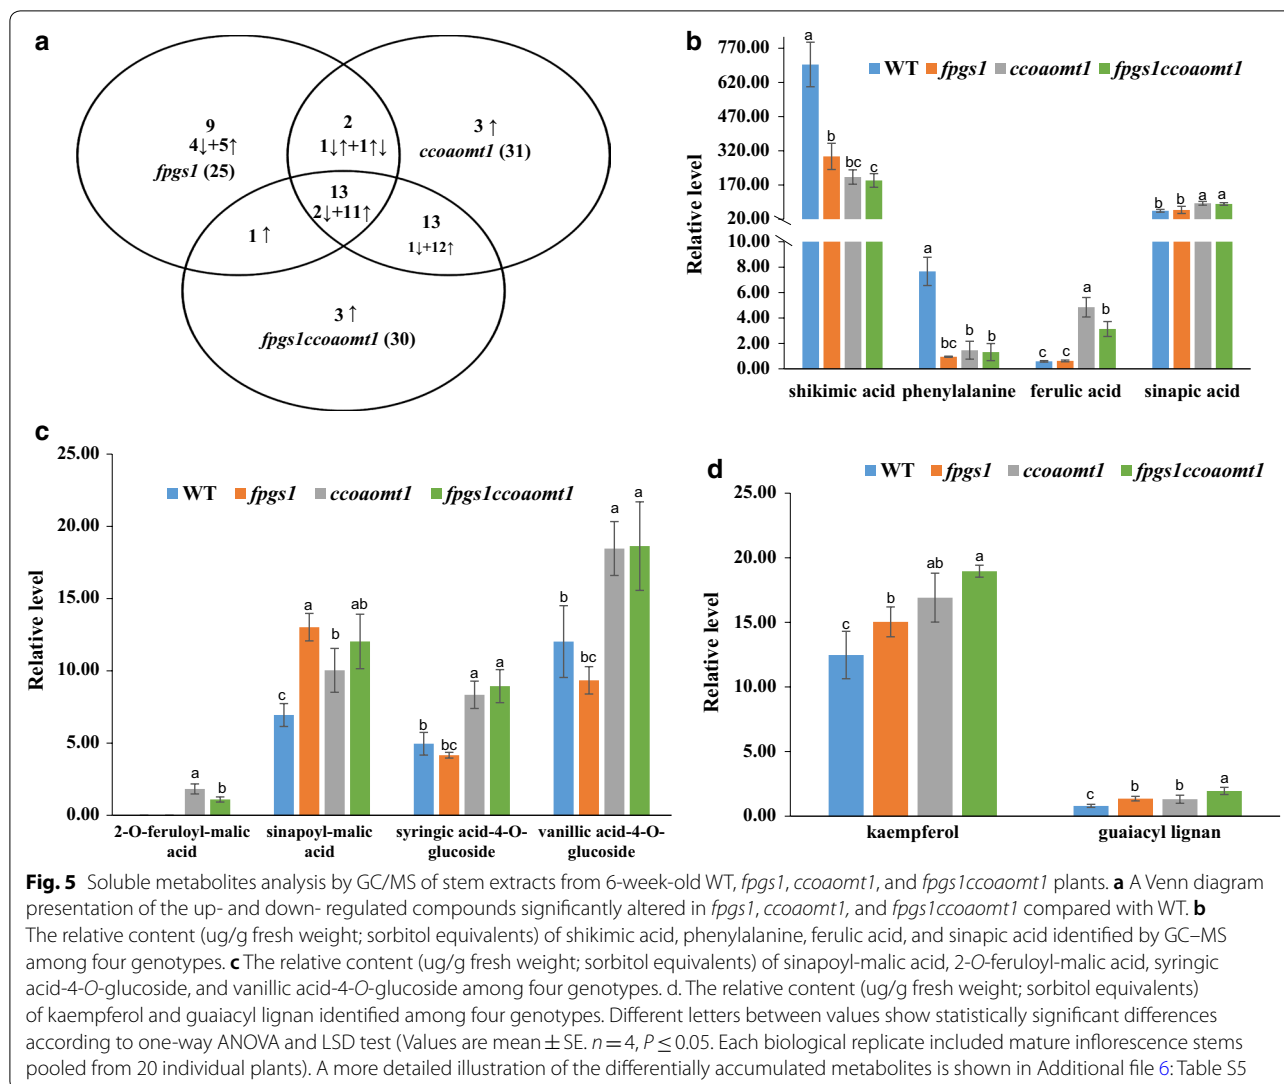 a
9
4↓+5↑
fpgs1 (25)
2
1↓↑+1↑↓
3 ↑
ccoaomt1 (31)
13
2↓+11↑
1 ↑
13
1↓+12↑
3 ↑
fpgs1ccoaomt1 (30)
b
WT fpgs1 ccoaomt1 fpgs1ccoaomt1
Relative level
770.00
620.00
470.00
320.00
170.00
20.00
10.00
8.00
6.00
4.00
2.00
0.00
a b bc c
a bc b b
c c a b
b b a a
shikimic acid phenylalanine ferulic acid sinapic acid
c
WT fpgs1 ccoaomt1 fpgs1ccoaomt1
Relative level
25.00
20.00
15.00
10.00
5.00
0.00
a b
c a b ab
b bc a a
b bc a a
2-O-feruloyl-malic acid
sinapoyl-malic acid
syringic acid-4-O-glucoside
vanillic acid-4-O-glucoside
d
WT fpgs1 ccoaomt1 fpgs1ccoaomt1
Relative level
25.00
20.00
15.00
10.00
5.00
0.00
c b ab a
c b b a
kaempferol guaiacyl lignan
Fig. 5 Soluble metabolites analysis by GC/MS of stem extracts from 6-week-old WT, fpgs1, ccoaomt1, and fpgs1ccoaomt1 plants. a A Venn diagram
presentation of the up- and down- regulated compounds significantly altered in fpgs1, ccoaomt1, and fpgs1ccoaomt1 compared with WT. b
The relative content (ug/g fresh weight; sorbitol equivalents) of shikimic acid, phenylalanine, ferulic acid, and sinapic acid identified by GC–MS
among four genotypes. c The relative content (ug/g fresh weight; sorbitol equivalents) of sinapoyl-malic acid, 2-O-feruloyl-malic acid, syringic
acid-4-O-glucoside, and vanillic acid-4-O-glucoside among four genotypes. d. The relative content (ug/g fresh weight; sorbitol equivalents)
of kaempferol and guaiacyl lignan identified among four genotypes. Different letters between values show statistically significant differences
according to one-way ANOVA and LSD test (Values are mean ± SE. n = 4, P ≤ 0.05. Each biological replicate included mature inflorescence stems
pooled from 20 individual plants). A more detailed illustration of the differentially accumulated metabolites is shown in Additional file 6: Table S5